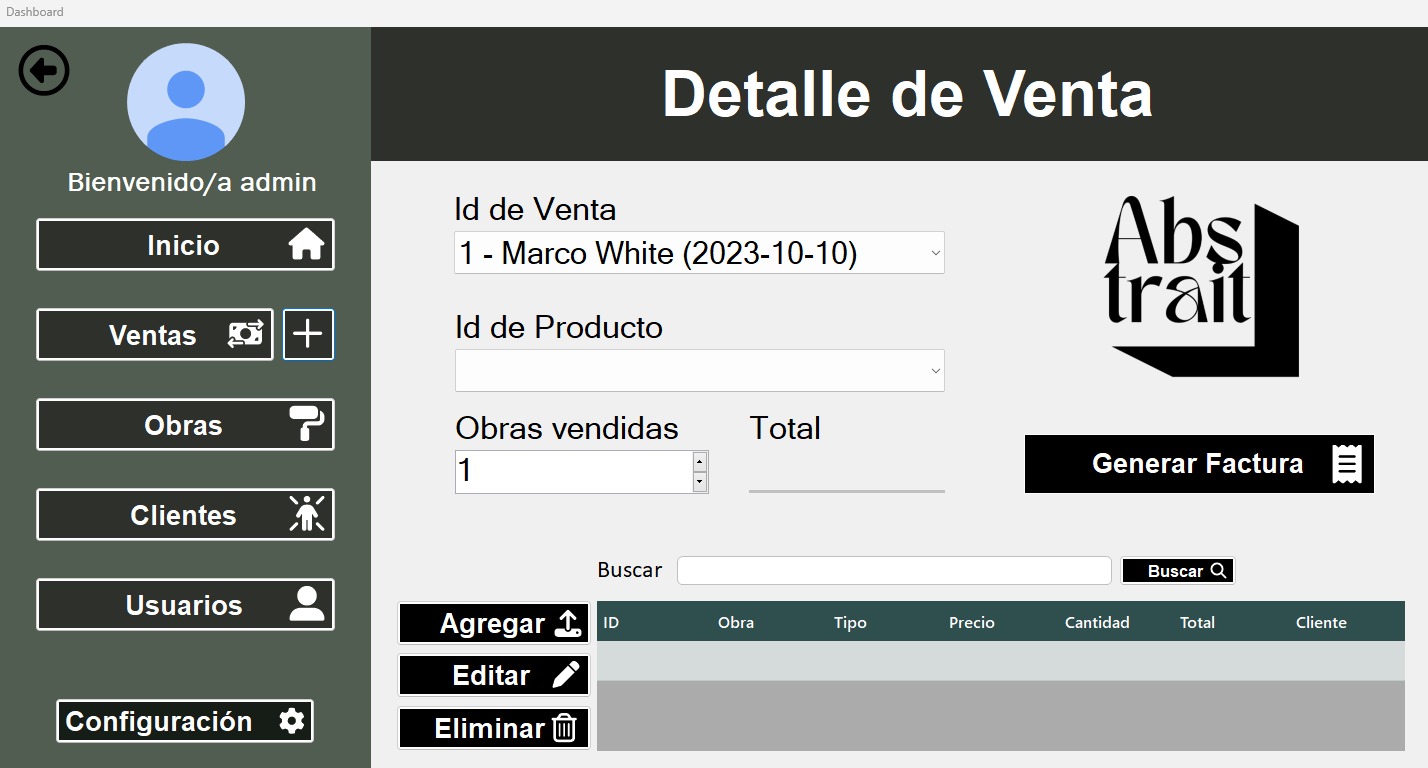 Dashboard
Bienvenido/a admin
Inicio
Ventas
Obras
Clientes
Usuarios
Configuración
Detalle de Venta
Id de Venta
1 - Marco White (2023-10-10)
Id de Producto
Obras vendidas
Total
1
Abs
trait
Generar Factura
Buscar
Buscar
Agregar
Editar
Eliminar
ID Obra Tipo Precio Cantidad Total Cliente